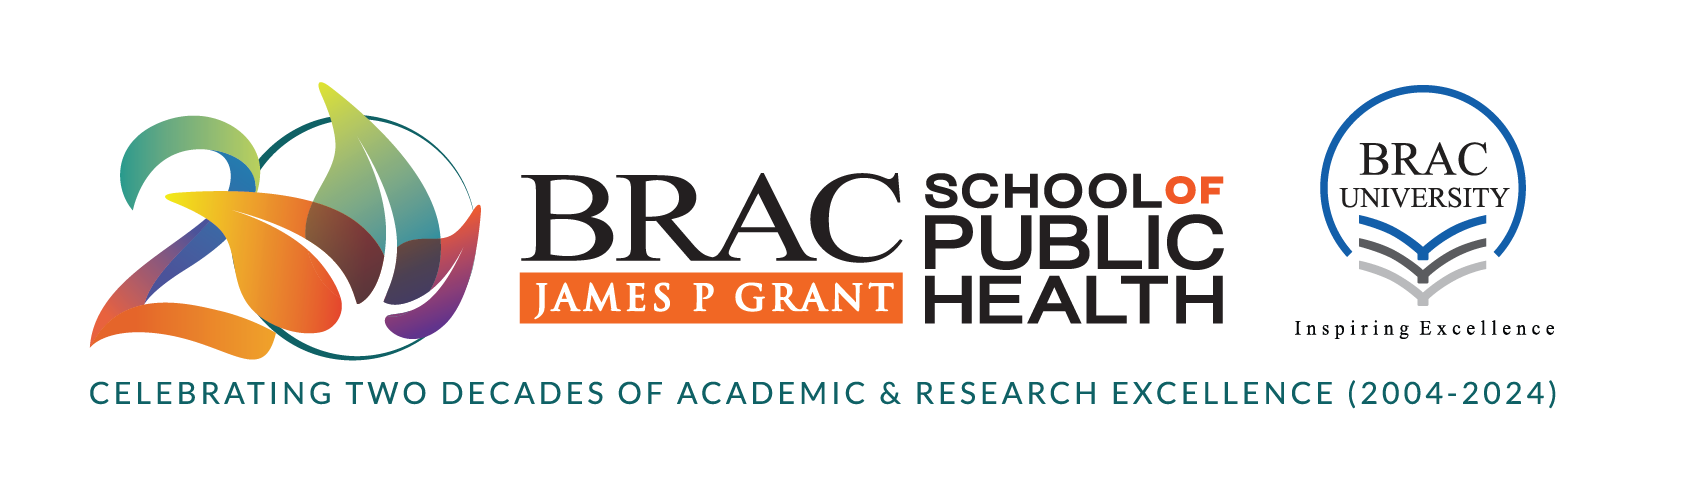 20
BRAC
JAMES P GRANT
SCHOOL OF
PUBLIC
HEALTH
BRAC
UNIVERSITY
Inspiring Excellence
CELEBRATING TWO DECADES OF ACADEMIC & RESEARCH EXCELLENCE (2004-2024)